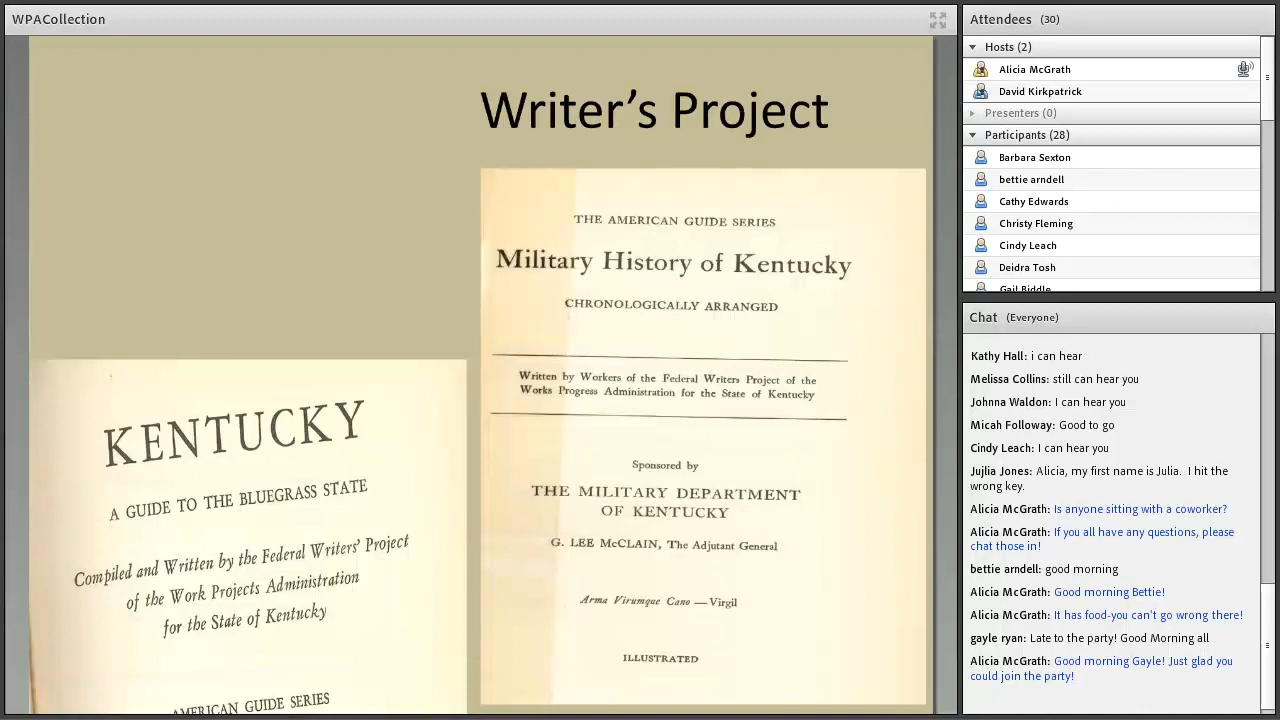 WPACollection
Writer's Project
THE AMERICAN GUIDE SERIES
Military History of Kentucky
CHRONOLOGICALLY ARRANGED
Written by Workers of the Federal Writers Project of the
Works Progress Administration for the State of Kentucky
Sponsored by
THE MILITARY DEPARTMENT
OF KENTUCKY
G. LEE McCLAIN, The Adjutant General
Arma Virumque Cano —Virgil
ILLUSTRATED
KENTUCKY
A GUIDE TO THE BLUEGRASS STATE
Compiled and Written by the Federal Writers' Project
of the Work Projects Administration
for the State of Kentucky
AMERICAN GUIDE SERIES
Attendees (30)
Hosts (2)
Alicia McGrath
David Kirkpatrick
Presenters (0)
Participants (28)
Barbara Sexton
bettie arndell
Cathy Edwards
Christy Fleming
Cindy Leach
Deidra Tosh
Gail Biddle
Chat (Everyone)
Kathy Hall: i can hear
Melissa Collins: still can hear you
Johnna Waldon: I can hear you
Micah Followay: Good to go
Cindy Leach: I can hear you
Jujlia Jones: Alicia, my first name is Julia. I hit the
wrong key.
Alicia McGrath: Is anyone sitting with a coworker?
Alicia McGrath: If you all have any questions, please
chat those in!
bettie arndell: good morning
Alicia McGrath: Good morning Bettie!
Alicia McGrath: It has food-you can't go wrong there!
gayle ryan: Late to the party! Good Morning all
Alicia McGrath: Good morning Gayle! Just glad you
could join the party!